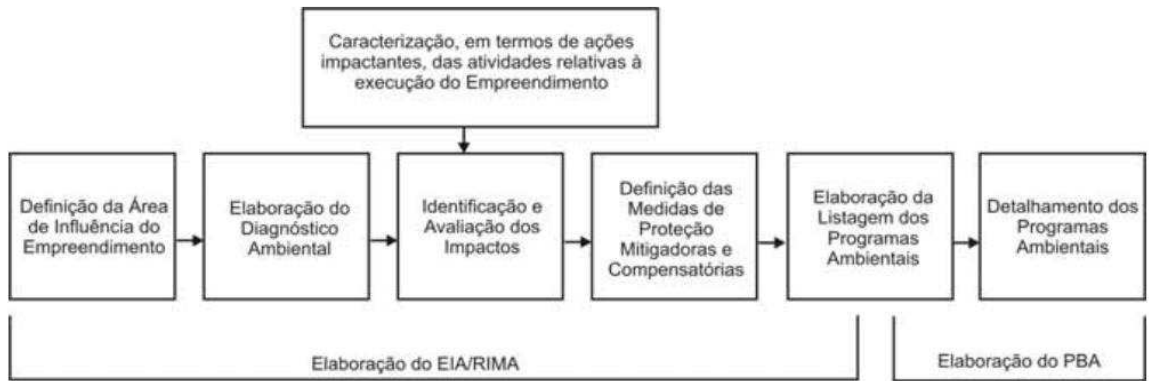 Caracterização, em termos de ações
impactantes, das atividades relativas à
execução do Empreendimento
Definição da Área
de Influência do
Empreendimento
Elaboração do
Diagnóstico
Ambiental
Identificação e
Avaliação dos
Impactos
Definição das
Medidas de
Proteção
Mitigadoras e
Compensatórias
Elaboração da
Listagem dos
Programas
Ambientais
Detalhamento dos
Programas
Ambientais
Elaboração do EIA/RIMA
Elaboração do PBA